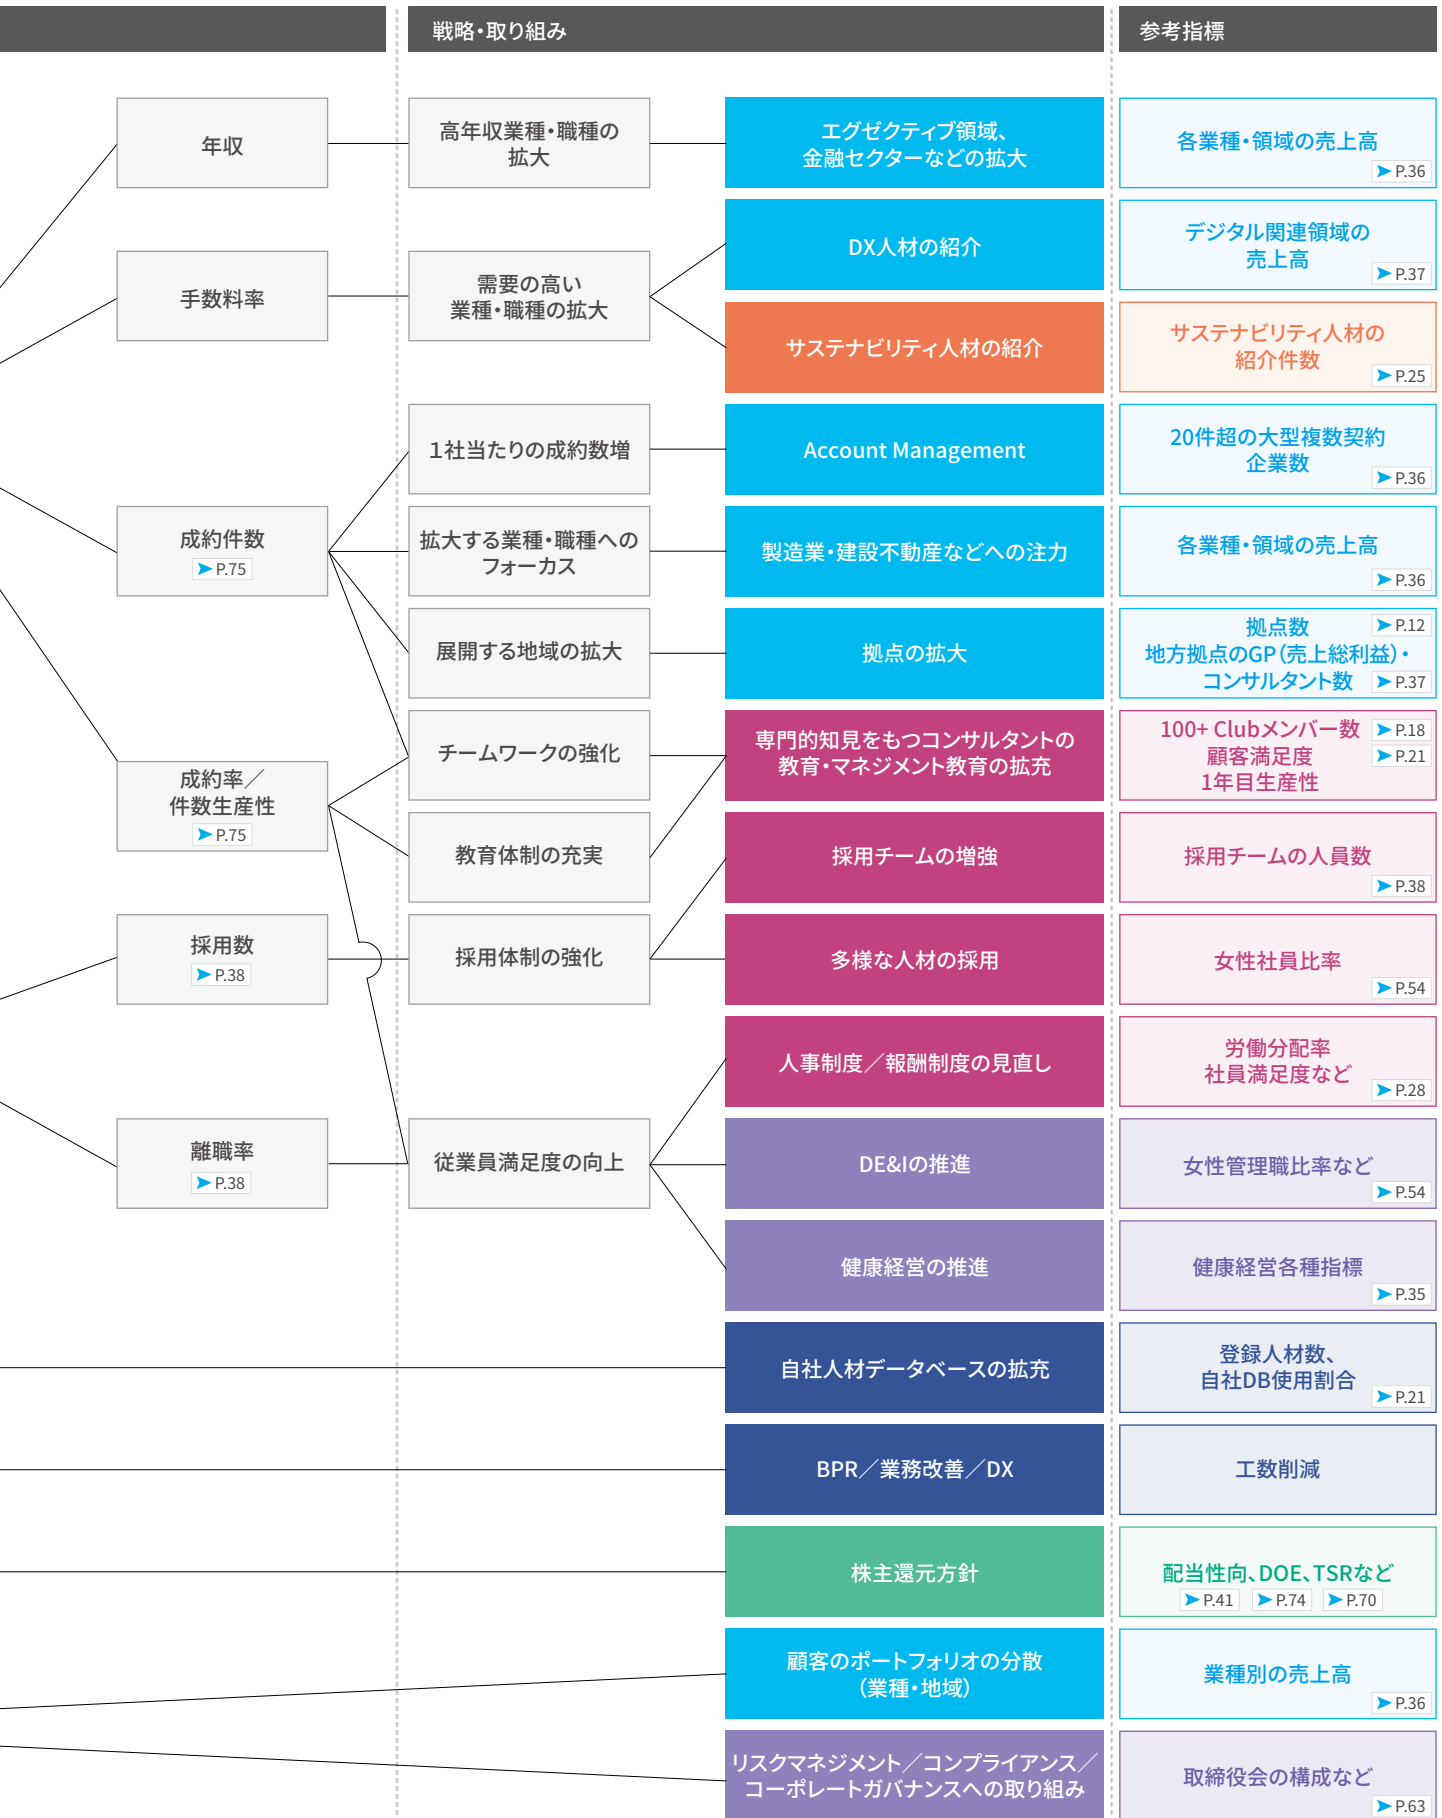 戦略・取り組み
参考指標
年収
高年収業種・職種の
拡大
エグゼクティブ領域、
金融セクターなどの拡大
各業種・領域の売上高
P.36
手数料率
需要の高い
業種・職種の拡大
DX人材の紹介
デジタル関連領域の
売上高
P.37
サステナビリティ人材の紹介
サステナビリティ人材の
紹介件数
P.25
成約件数
P.75
1社当たりの成約数増
Account Management
20件超の大型複数契約
企業数
P.36
拡大する業種・職種への
フォーカス
製造業・建設不動産などへの注力
各業種・領域の売上高
P.36
展開する地域の拡大
拠点の拡大
拠点数 P.12
地方拠点のGP（売上総利益）・
コンサルタント数 P.37
成約率／
件数生産性
P.75
チームワークの強化
専門的知見をもつコンサルタントの
教育・マネジメント教育の拡充
100+ Clubメンバー数 P.18
顧客満足度 P.21
1年目生産性
教育体制の充実
採用チームの増強
採用チームの人員数
P.38
採用数
P.38
採用体制の強化
多様な人材の採用
女性社員比率
P.54
人事制度／報酬制度の見直し
労働分配率
社員満足度など
P.28
離職率
P.38
従業員満足度の向上
DE&Iの推進
女性管理職比率など
P.54
健康経営の推進
健康経営各種指標
P.35
自社人材データベースの拡充
登録人材数、
自社DB使用割合
P.21
BPR／業務改善／DX
工数削減
株主還元方針
配当性向、DOE、TSRなど
P.41 P.74 P.70
顧客のポートフォリオの分散
（業種・地域）
業種別の売上高
P.36
リスクマネジメント／コンプライアンス／
コーポレートガバナンスへの取り組み
取締役会の構成など
P.63